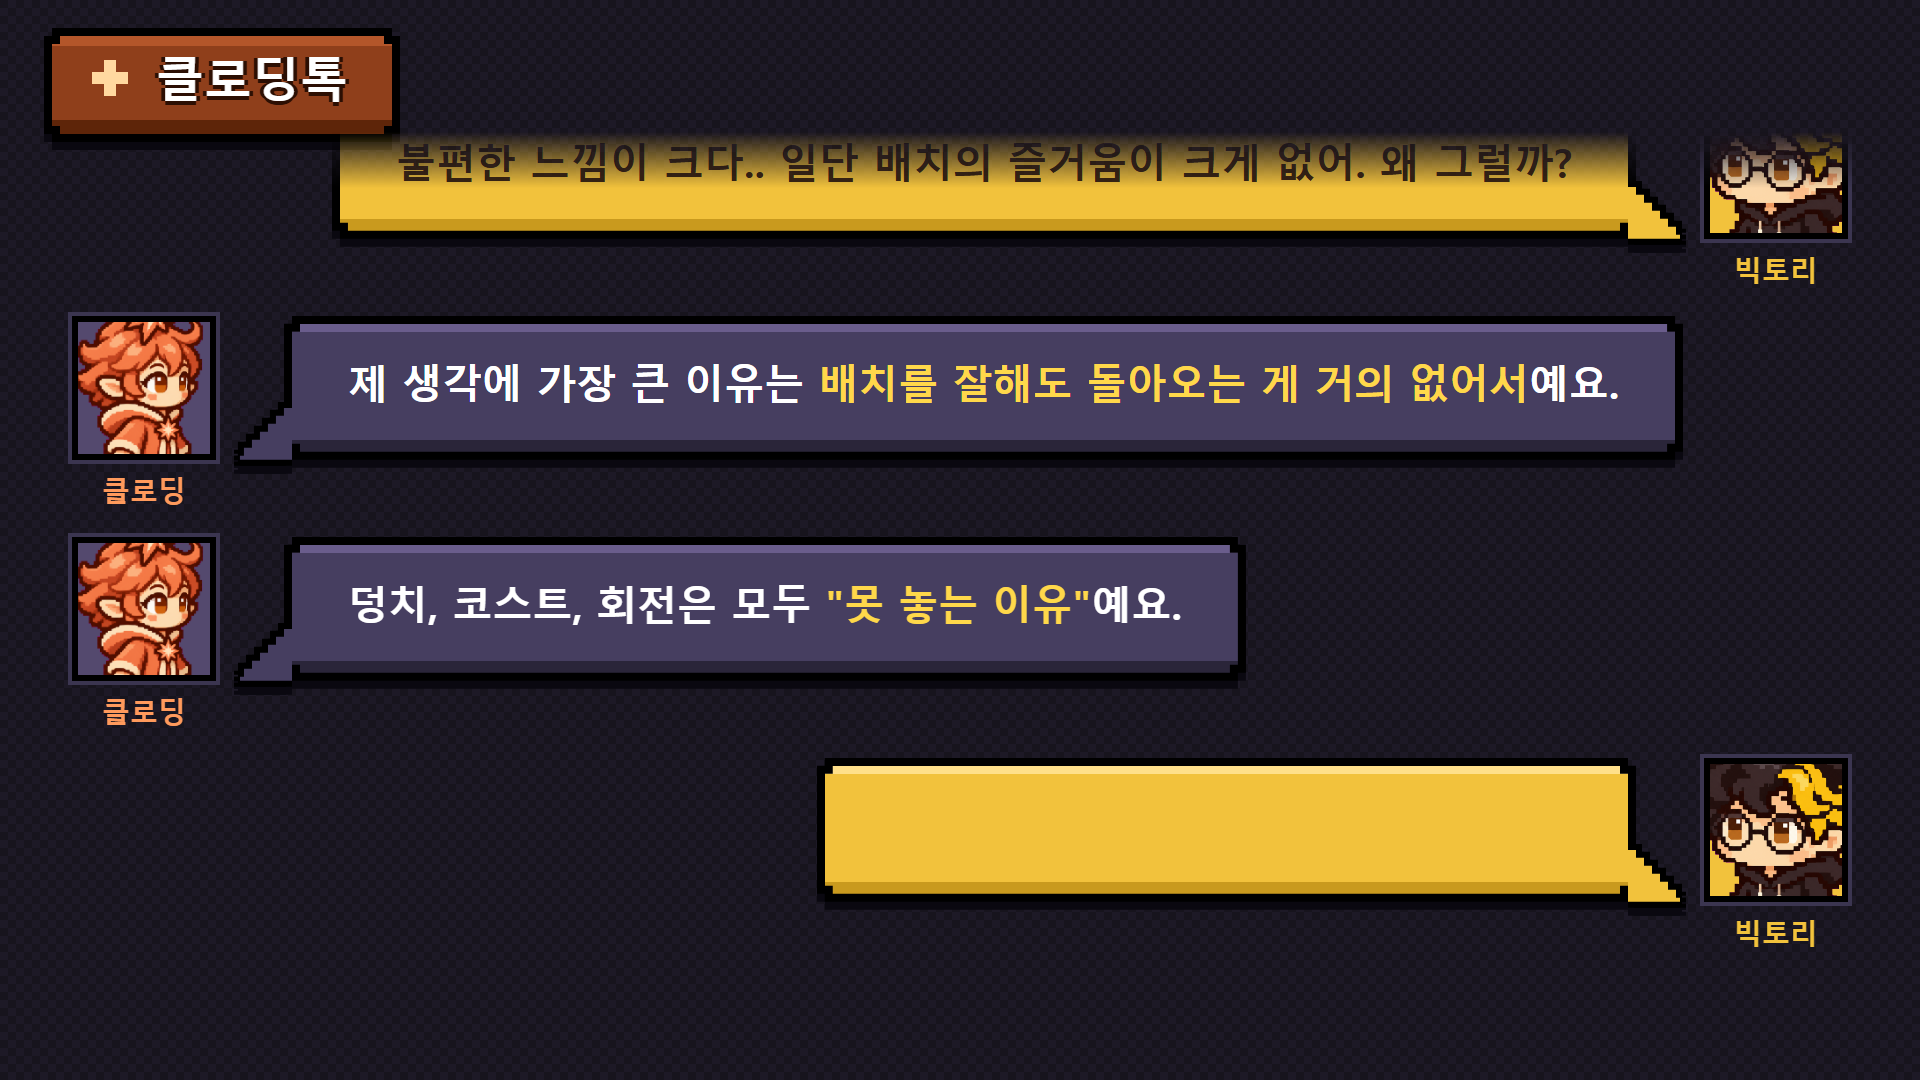 클로딩톡
불편한 느낌이 크다.. 일단 배치의 즐거움이 크게 없어. 왜 그럴까?
빅토리
제 생각에 가장 큰 이유는 배치를 잘해도 돌아오는 게 거의 없어서예요.
클로딩
덩치, 코스트, 회전은 모두 "못 놓는 이유"예요.
클로딩
빅토리